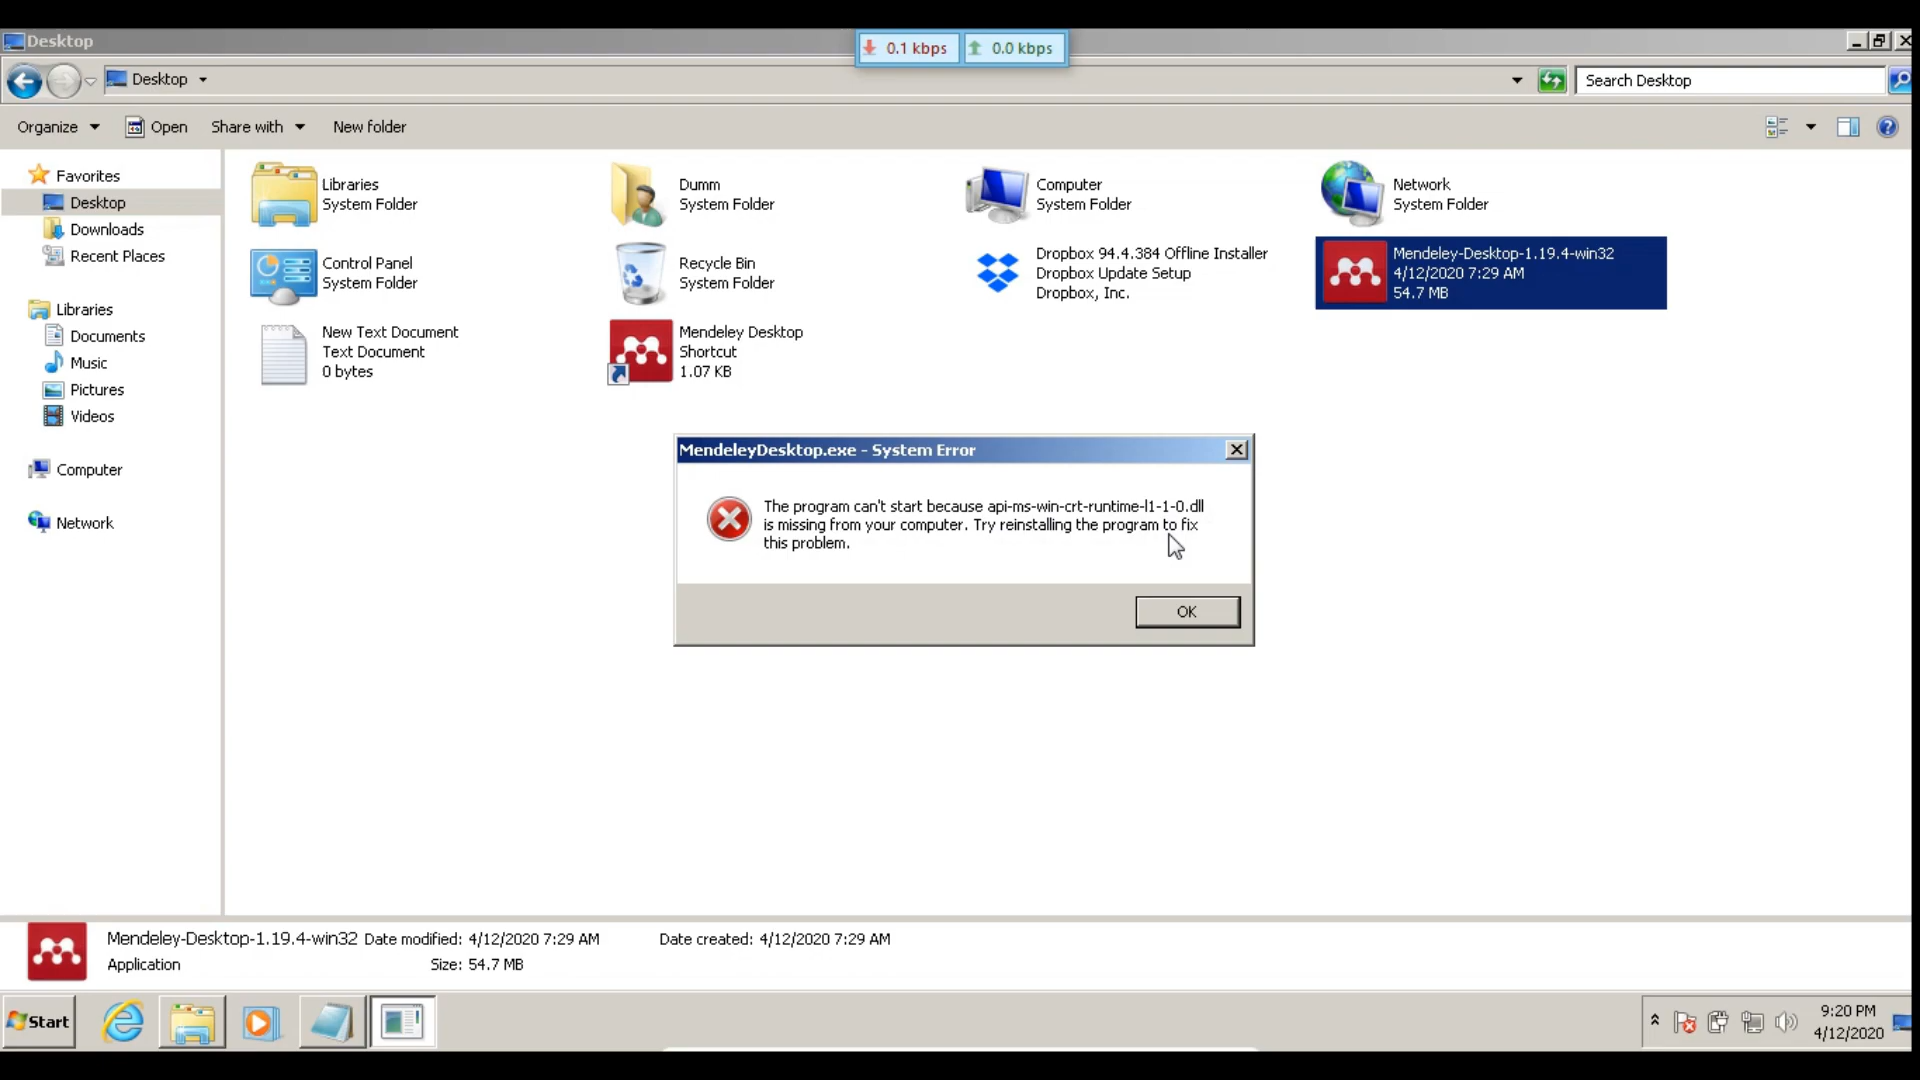 Desktop
0.1 kbps
0.0 kbps
Desktop
Search Desktop
Organize
Open
Share with
New folder
Favorites
Desktop
Downloads
Recent Places
Libraries
Documents
Music
Pictures
Videos
Computer
Network
Libraries
System Folder
Dumm
System Folder
Computer
System Folder
Network
System Folder
Control Panel
System Folder
Recycle Bin
System Folder
Dropbox 94.4.384 Offline Installer
Dropbox Update Setup
Dropbox, Inc.
Mendeley-Desktop-1.19.4-win32
4/12/2020 7:29 AM
54.7 MB
New Text Document
Text Document
0 bytes
Mendeley Desktop
Shortcut
1.07 KB
MendeleyDesktop.exe - System Error
The program can't start because api-ms-win-crt-runtime-l1-1-0.dll
is missing from your computer. Try reinstalling the program to fix
this problem.
OK
Mendeley-Desktop-1.19.4-win32 Date modified: 4/12/2020 7:29 AM Date created: 4/12/2020 7:29 AM
Application Size: 54.7 MB
Start
9:20 PM
4/12/2020